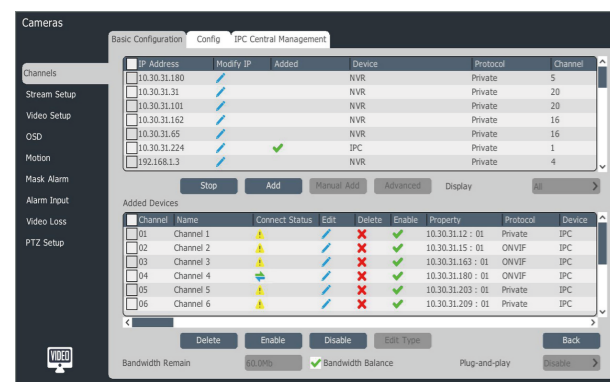 Cameras
Basic Configuration Config IPC Central Management
Channels
Stream Setup
Video Setup
OSD
Motion
Mask Alarm
Alarm Input
Video Loss
PTZ Setup
IP Address Modify IP Added Device Protocol Channel
10.30.31.180 NVR Private 5
10.30.31.31 NVR Private 20
10.30.31.101 NVR Private 20
10.30.31.162 NVR Private 16
10.30.31.65 NVR Private 16
10.30.31.224 IPC Private 1
192.168.1.3 NVR Private 4
Stop Add Manual Add Advanced Display All
Added Devices
Channel Name Connect Status Edit Delete Enable Property Protocol Device
01 Channel 1 10.30.31.12 : 01 Private IPC
02 Channel 2 10.30.31.15 : 01 ONVIF IPC
03 Channel 3 10.30.31.163 : 01 ONVIF IPC
04 Channel 4 10.30.31.180 : 01 ONVIF IPC
05 Channel 5 10.30.31.203 : 01 Private IPC
06 Channel 6 10.30.31.209 : 01 Private IPC
Delete Enable Disable Edit Type Back
Bandwidth Remain 60.0Mb Bandwidth Balance Plug-and-play Disable
VIDEO